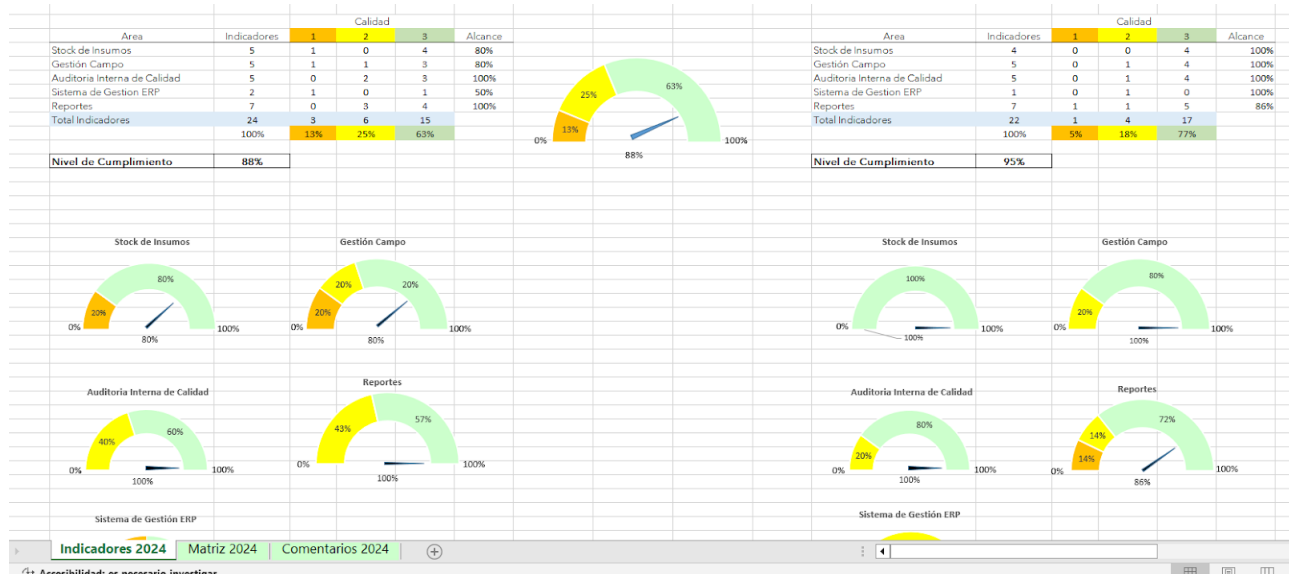 Calidad
Area Indicadores 1 2 3 Alcance
Stock de Insumos 5 1 0 4 80%
Gestión Campo 5 1 1 3 80%
Auditoria Interna de Calidad 5 0 2 3 100%
Sistema de Gestion ERP 2 1 0 1 50%
Reportes 7 0 3 4 100%
Total Indicadores 24 3 6 15
100% 13% 25% 63%
Nivel de Cumplimiento 88%
25%
63%
13%
0%
100%
88%
Calidad
Area Indicadores 1 2 3 Alcance
Stock de Insumos 4 0 0 4 100%
Gestión Campo 5 0 1 4 100%
Auditoria Interna de Calidad 5 0 1 4 100%
Sistema de Gestion ERP 1 0 1 0 100%
Reportes 7 1 1 5 86%
Total Indicadores 22 1 4 17
100% 5% 18% 77%
Nivel de Cumplimiento 95%
Stock de Insumos
80%
20%
0%
100%
80%
Gestión Campo
20%
20%
20%
0%
100%
80%
Stock de Insumos
100%
0%
100%
100%
Gestión Campo
80%
20%
0%
100%
100%
Auditoria Interna de Calidad
60%
40%
0%
100%
100%
Reportes
57%
43%
0%
100%
100%
Auditoria Interna de Calidad
80%
20%
0%
100%
100%
Reportes
72%
14%
14%
0%
100%
86%
Sistema de Gestión ERP
Sistema de Gestión ERP
Indicadores 2024 Matriz 2024 Comentarios 2024
Accesibilidad: es necesario investigar